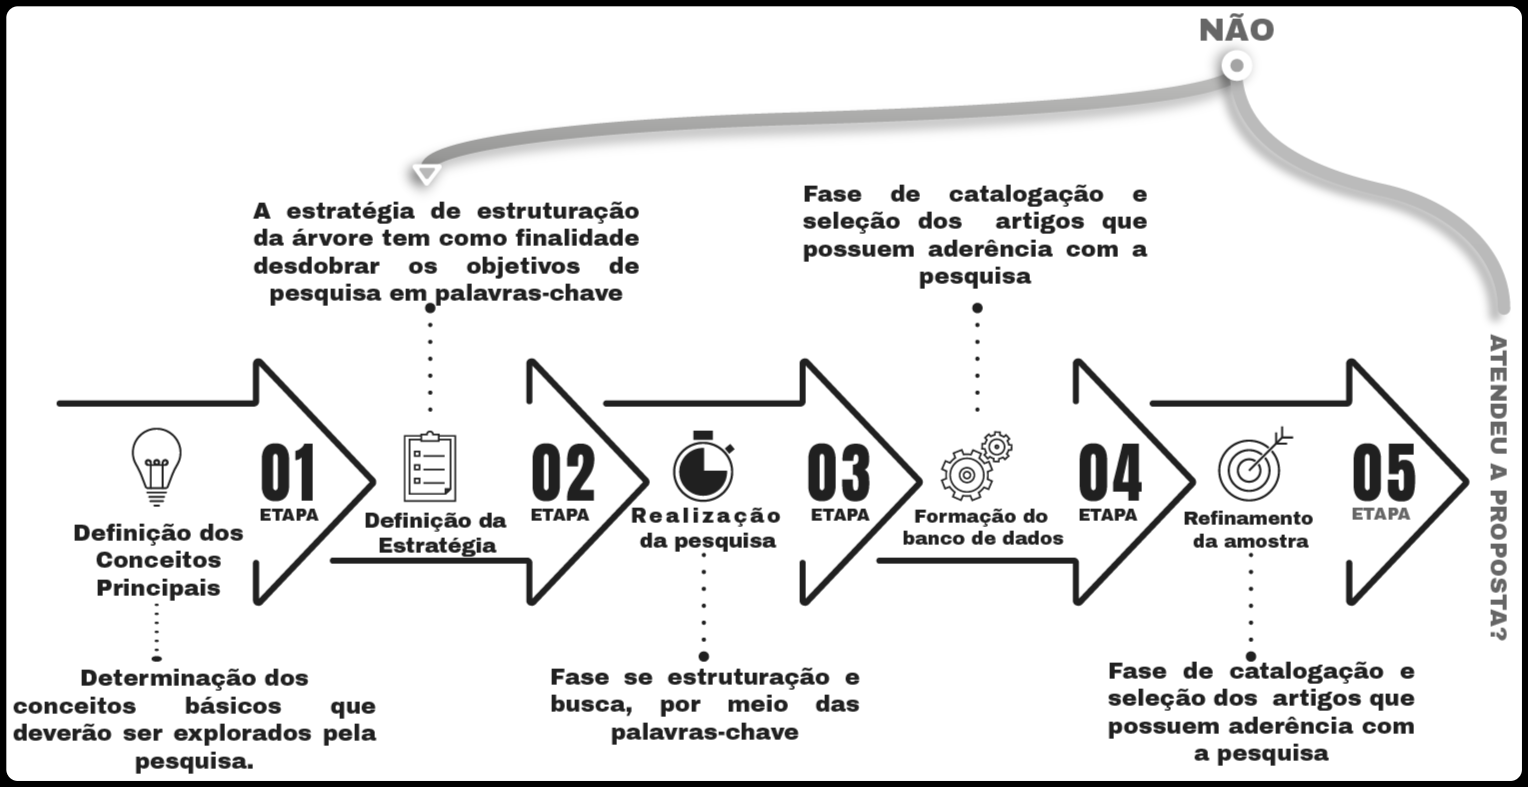 NÃO
A estratégia de estruturação
da árvore tem como finalidade
desdobrar os objetivos de
pesquisa em palavras-chave
Fase de catalogação e
seleção dos artigos que
possuem aderência com a
pesquisa
ATENDEU A PROPOSTA?
01
ETAPA
Definição dos
Conceitos
Principais
02
ETAPA
Definição da
Estratégia
03
ETAPA
Realização
da pesquisa
04
ETAPA
Formação do
banco de dados
05
ETAPA
Refinamento
da amostra
Determinação dos
conceitos básicos que
deverão ser explorados pela
pesquisa.
Fase se estruturação e
busca, por meio das
palavras-chave
Fase de catalogação e
seleção dos artigos que
possuem aderência com
a pesquisa